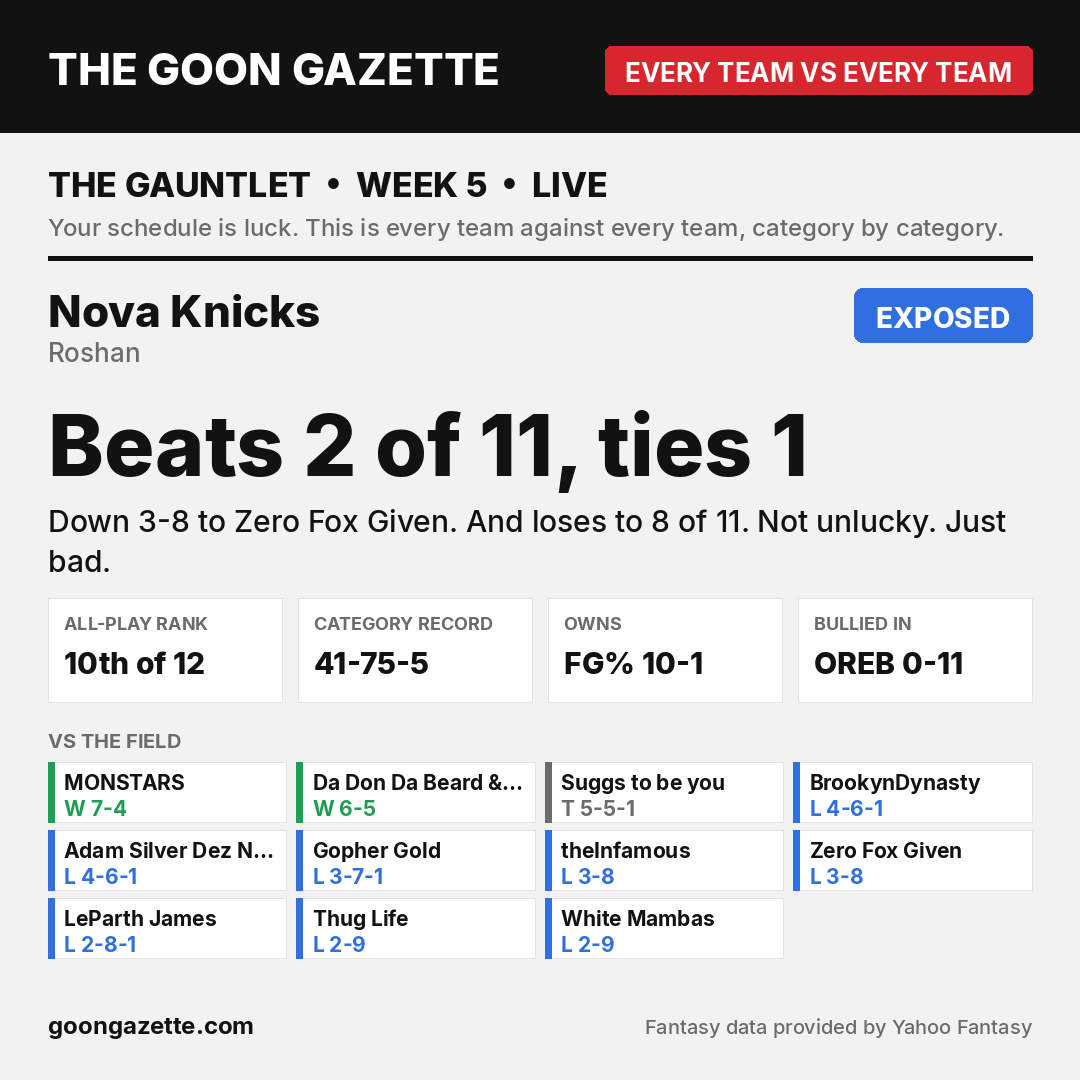 THE GOON GAZETTE
EVERY TEAM VS EVERY TEAM
THE GAUNTLET • WEEK 5 • LIVE
Your schedule is luck. This is every team against every team, category by category.
Nova Knicks
EXPOSED
Roshan
Beats 2 of 11, ties 1
Down 3-8 to Zero Fox Given. And loses to 8 of 11. Not unlucky. Just
bad.
ALL-PLAY RANK
10th of 12
CATEGORY RECORD
41-75-5
OWNS
FG% 10-1
BULLIED IN
OREB 0-11
VS THE FIELD
MONSTARS
W 7-4
Da Don Da Beard &...
W 6-5
Suggs to be you
T 5-5-1
BrookynDynasty
L 4-6-1
Adam Silver Dez N...
L 4-6-1
Gopher Gold
L 3-7-1
theInfamous
L 3-8
Zero Fox Given
L 3-8
LeParth James
L 2-8-1
Thug Life
L 2-9
White Mambas
L 2-9
goongazette.com
Fantasy data provided by Yahoo Fantasy